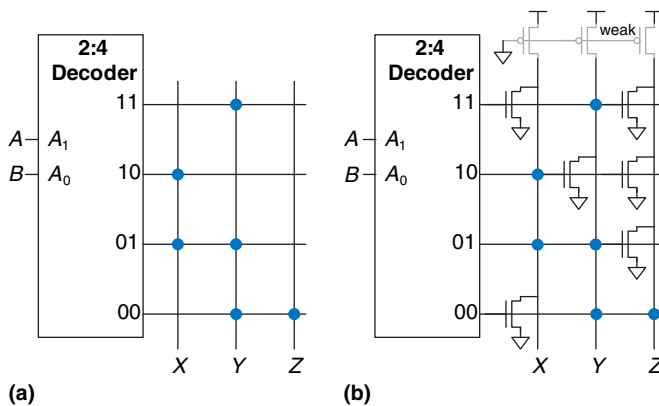 2:4
Decoder
11
A A₁
B A₀ 10
01
00
X Y Z
(a)
weak
2:4
Decoder
11
A A₁
B A₀ 10
01
00
X Y Z
(b)